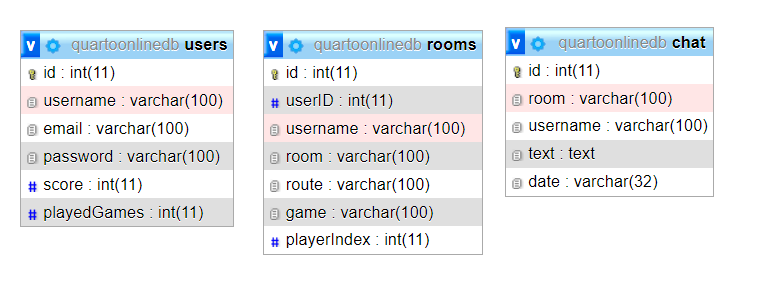 v quartoonlinedb users
id : int(11)
username : varchar(100)
email : varchar(100)
password : varchar(100)
score : int(11)
playedGames : int(11)
v quartoonlinedb rooms
id : int(11)
# userID : int(11)
username : varchar(100)
room : varchar(100)
route : varchar(100)
game : varchar(100)
# playerIndex : int(11)
v quartoonlinedb chat
id : int(11)
room : varchar(100)
username : varchar(100)
text : text
date : varchar(32)